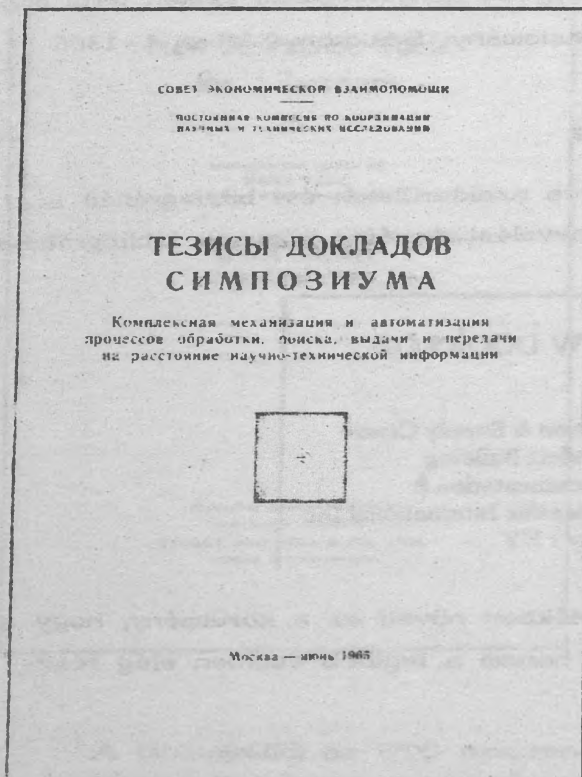 СОВЕТ ЭКОНОМИЧЕСКОЙ ВЗАИМОПОМОЩИ
ПОСТОЯННАЯ КОМИССИЯ ПО КООРДИНАЦИИ
НАУЧНЫХ И ТЕХНИЧЕСКИХ ИССЛЕДОВАНИЙ
ТЕЗИСЫ ДОКЛАДОВ
СИМПОЗИУМА
Комплексная механизация и автоматизация
процессов обработки, поиска, выдачи и передачи
на расстояние научно-технической информации
Москва — июнь 1965